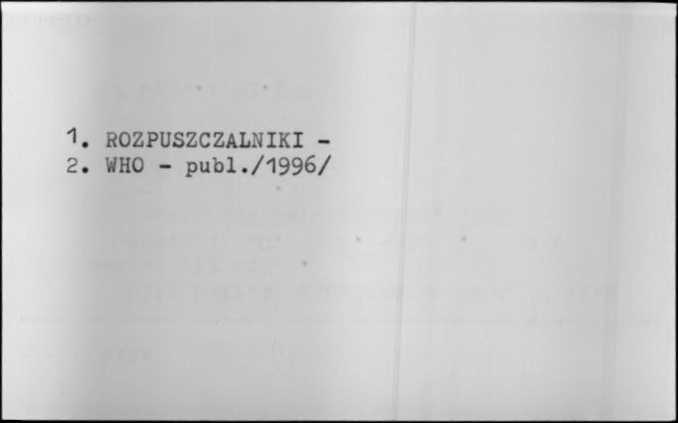 1. ROZPUSZCZALNIKI -
2. WHO - publ./1996/